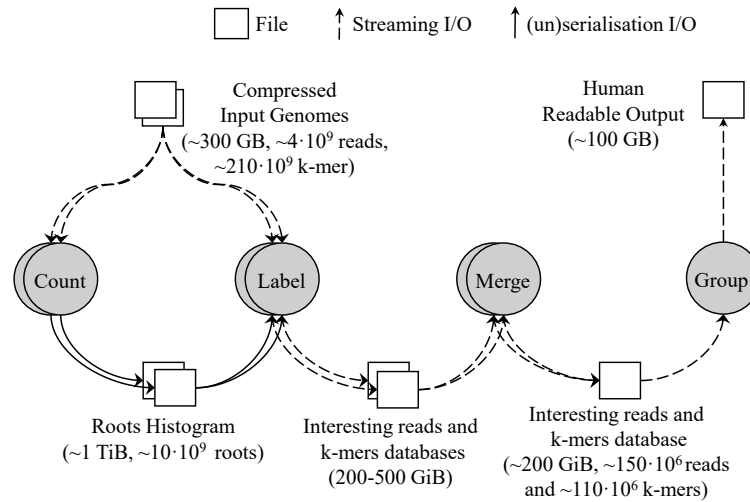 File
Streaming I/O
(un)serialisation I/O
Compressed
Input Genomes
(~300 GB, ~4·10⁹ reads,
~210·10⁹ k-mer)
Human
Readable Output
(~100 GB)
Count
Label
Merge
Group
Roots Histogram
(~1 TiB, ~10·10⁹ roots)
Interesting reads and
k-mers databases
(200-500 GiB)
Interesting reads and
k-mers database
(~200 GiB, ~150·10⁶ reads
and ~110·10⁶ k-mers)